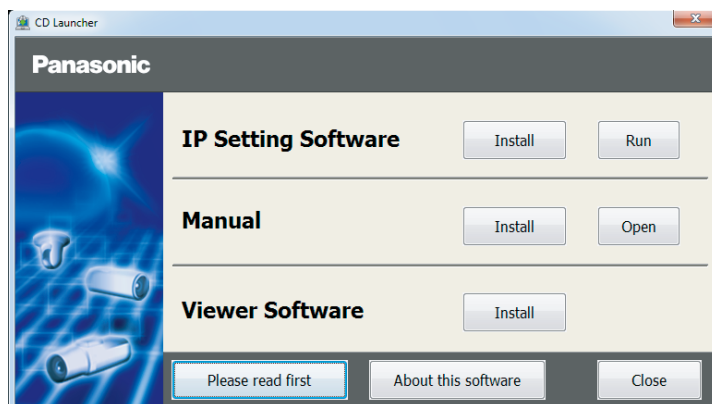 CD Launcher
Panasonic
IP Setting Software Install Run
Manual Install Open
Viewer Software Install
Please read first About this software Close